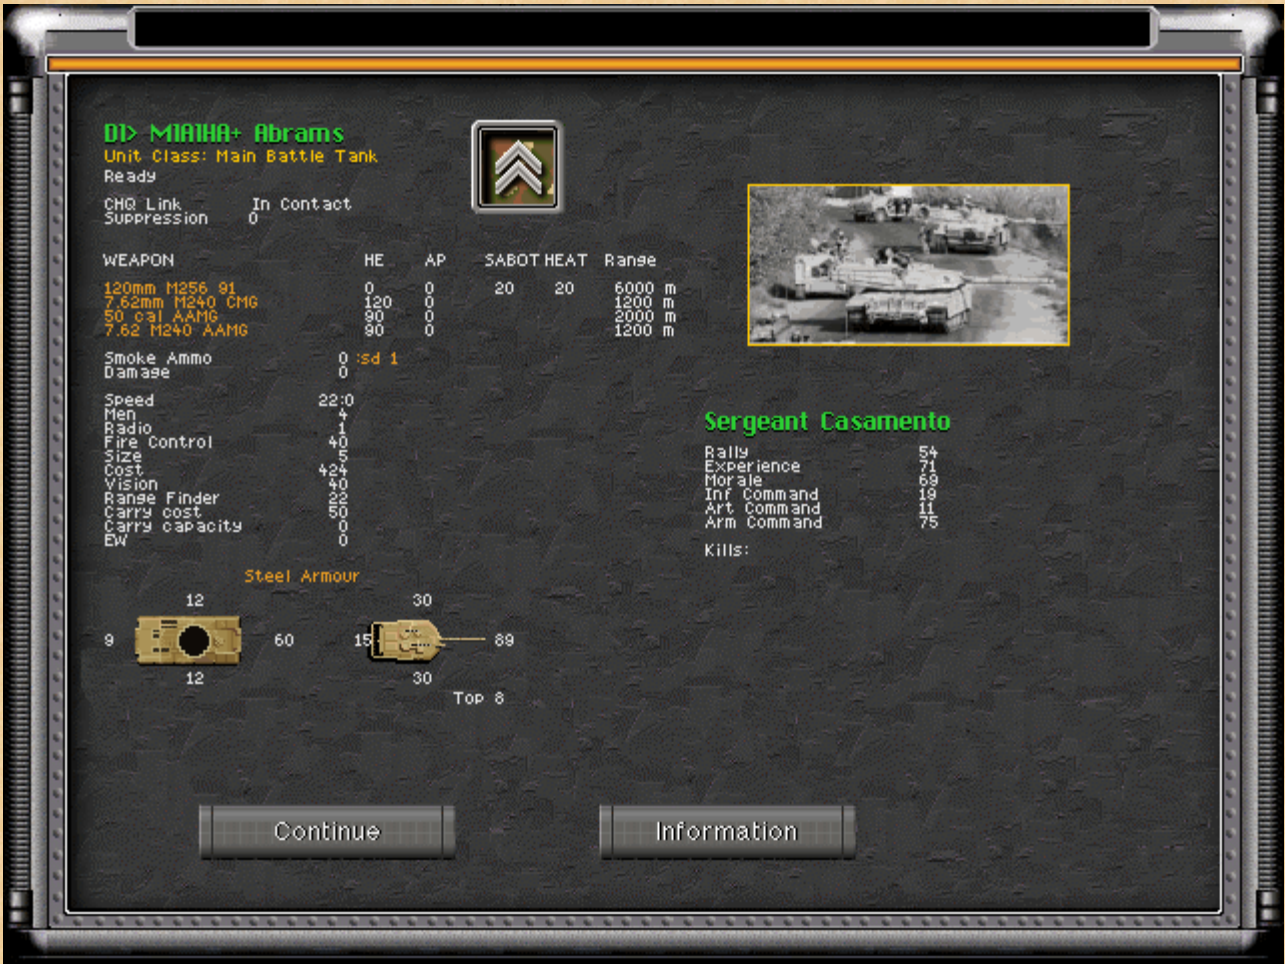 D1> M1A1HA+ Abrams
Unit Class: Main Battle Tank
Ready
CHQ Link In Contact
Suppression 0
WEAPON HE AP SABOT HEAT Range
120mm M256 91 0 0 20 20 6000 m
7.62mm M240 CMG 120 0 1200 m
50 cal AAMG 90 0 2000 m
7.62 M240 AAMG 90 0 1200 m
Smoke Ammo 0 :sd 1
Damage 0
Speed 22:0
Men 4
Radio 1
Fire Control 40
Size 5
Cost 424
Vision 40
Range Finder 22
Carry cost 50
Carry capacity 0
EW 0
Steel Armour
12 30
9 60 15 89
12 30
Top 8
Sergeant Casamento
Rally 54
Experience 71
Morale 69
Inf Command 19
Art Command 11
Arm Command 75
Kills:
Continue Information